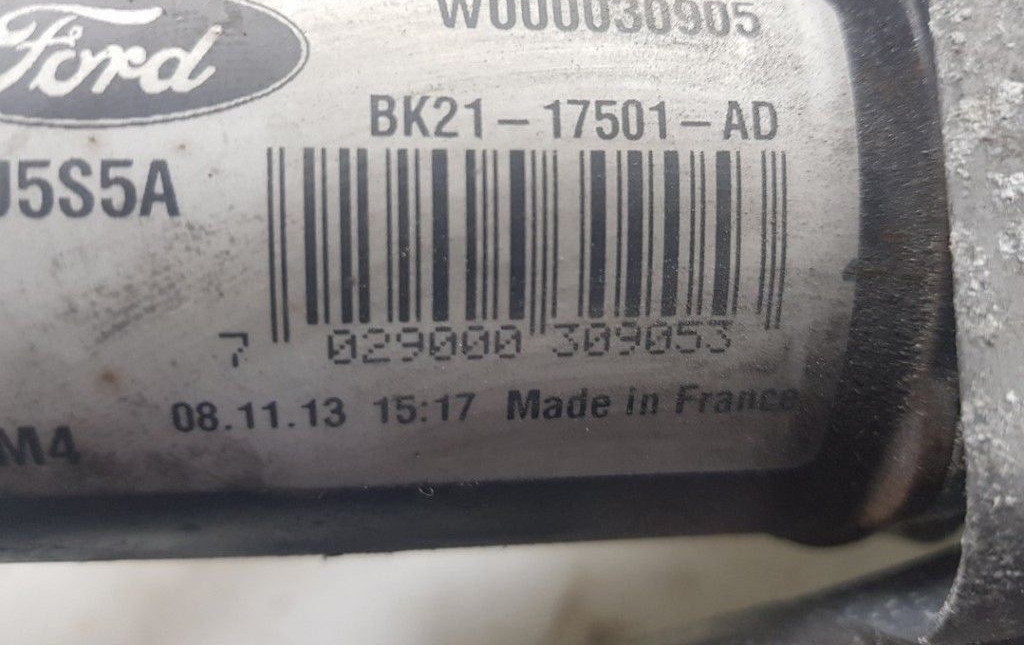 Ford
W000030905
BK21-17501-AD
U5S5A
7 029000 309053
08.11.13 15:17 Made in France
M4